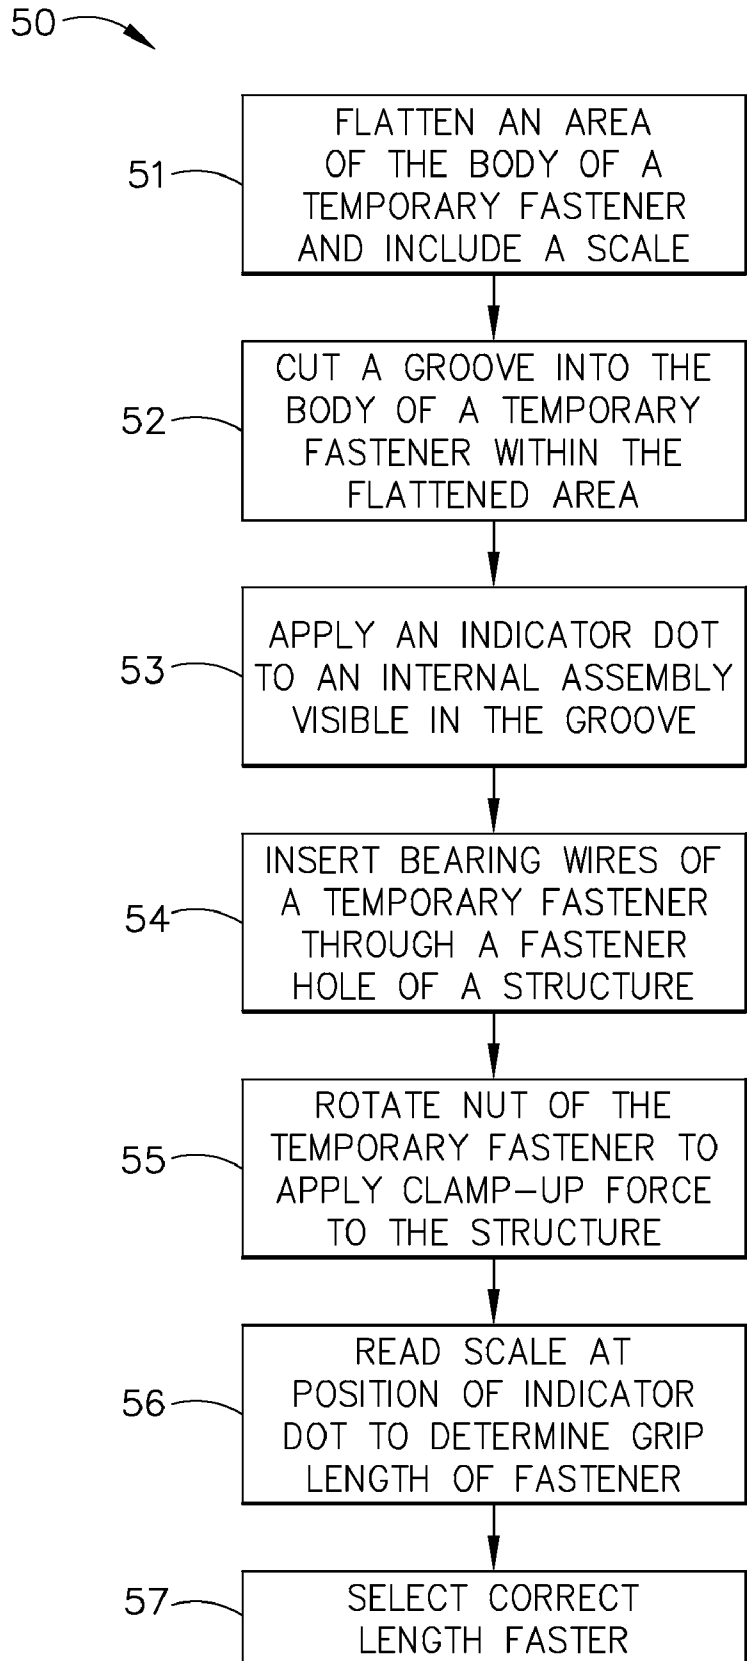 50
51
FLATTEN AN AREA
OF THE BODY OF A
TEMPORARY FASTENER
AND INCLUDE A SCALE
52
CUT A GROOVE INTO THE
BODY OF A TEMPORARY
FASTENER WITHIN THE
FLATTENED AREA
53
APPLY AN INDICATOR DOT
TO AN INTERNAL ASSEMBLY
VISIBLE IN THE GROOVE
54
INSERT BEARING WIRES OF
A TEMPORARY FASTENER
THROUGH A FASTENER
HOLE OF A STRUCTURE
55
ROTATE NUT OF THE
TEMPORARY FASTENER TO
APPLY CLAMP-UP FORCE
TO THE STRUCTURE
56
READ SCALE AT
POSITION OF INDICATOR
DOT TO DETERMINE GRIP
LENGTH OF FASTENER
57
SELECT CORRECT
LENGTH FASTER